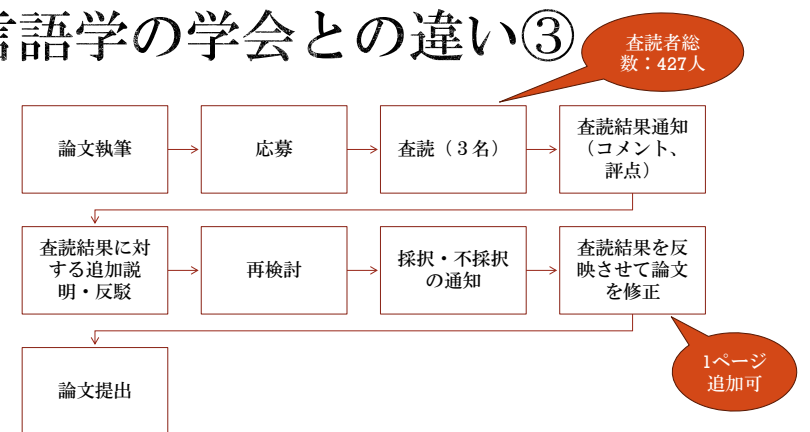 言語学の学会との違い③
査読者総
数：427人
論文執筆
応募
査読（３名）
査読結果通知
（コメント、
評点）
査読結果に対
する追加説
明・反駁
再検討
採択・不採択
の通知
査読結果を反
映させて論文
を修正
1ページ
追加可
論文提出